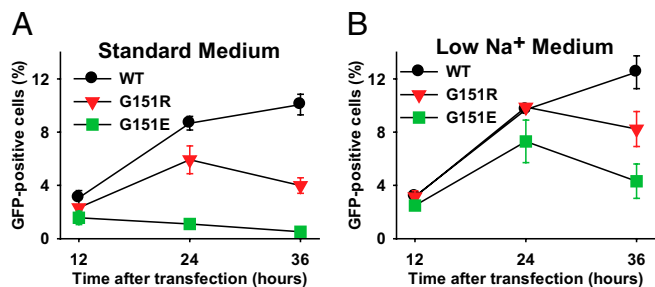 A
Standard Medium
GFP-positive cells (%)
12
8
4
0
WT
G151R
G151E
12 24 36
Time after transfection (hours)
B
Low Na+ Medium
GFP-positive cells (%)
12
8
4
0
WT
G151R
G151E
12 24 36
Time after transfection (hours)